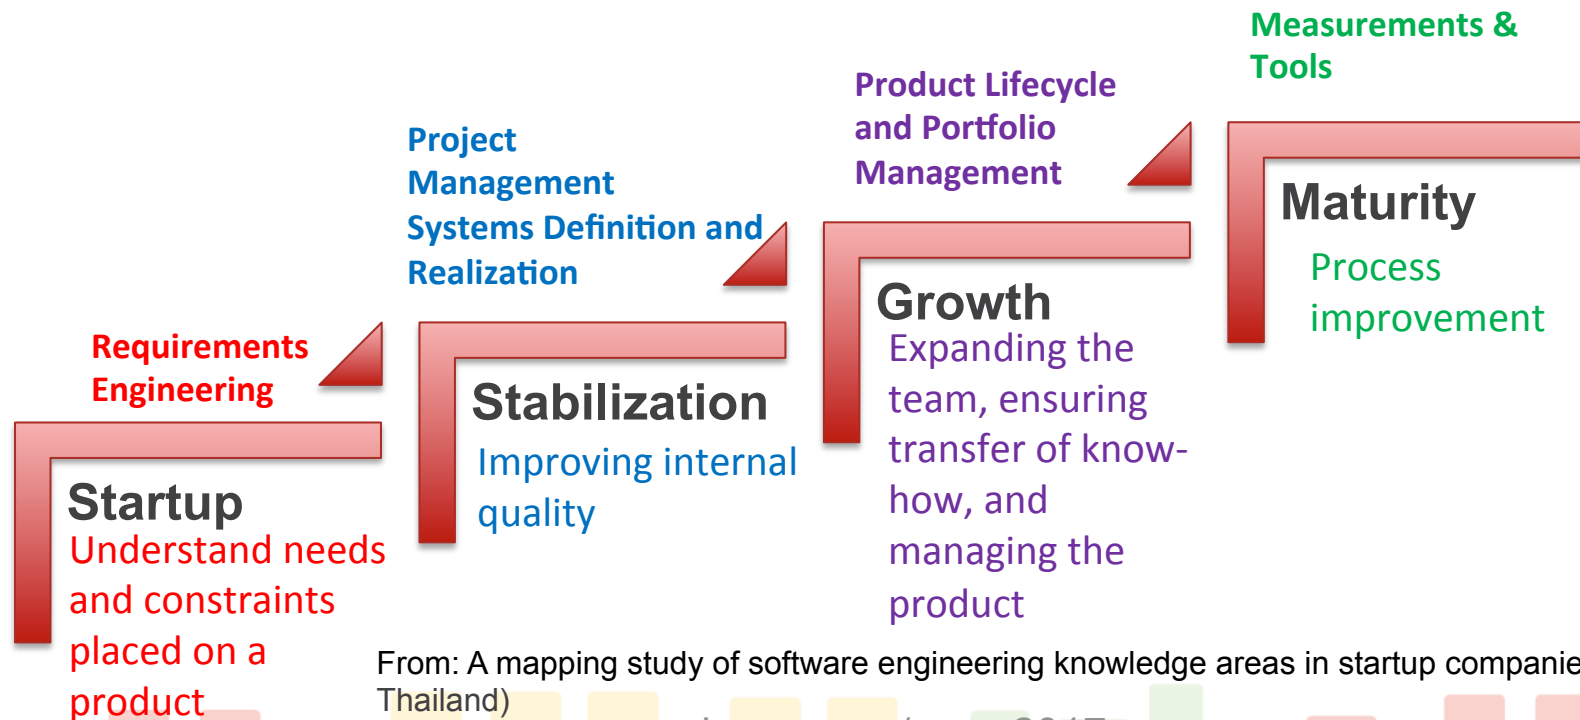 Measurements &
Tools
Product Lifecycle
and Portfolio
Management
Project
Management
Systems Definition and
Realization
Requirements
Engineering
Maturity
Process
improvement
Growth
Expanding the
team, ensuring
transfer of know-
how, and
managing the
product
Stabilization
Improving internal
quality
Startup
Understand needs
and constraints
placed on a
product
From: A mapping study of software engineering knowledge areas in startup companie
Thailand)
2017